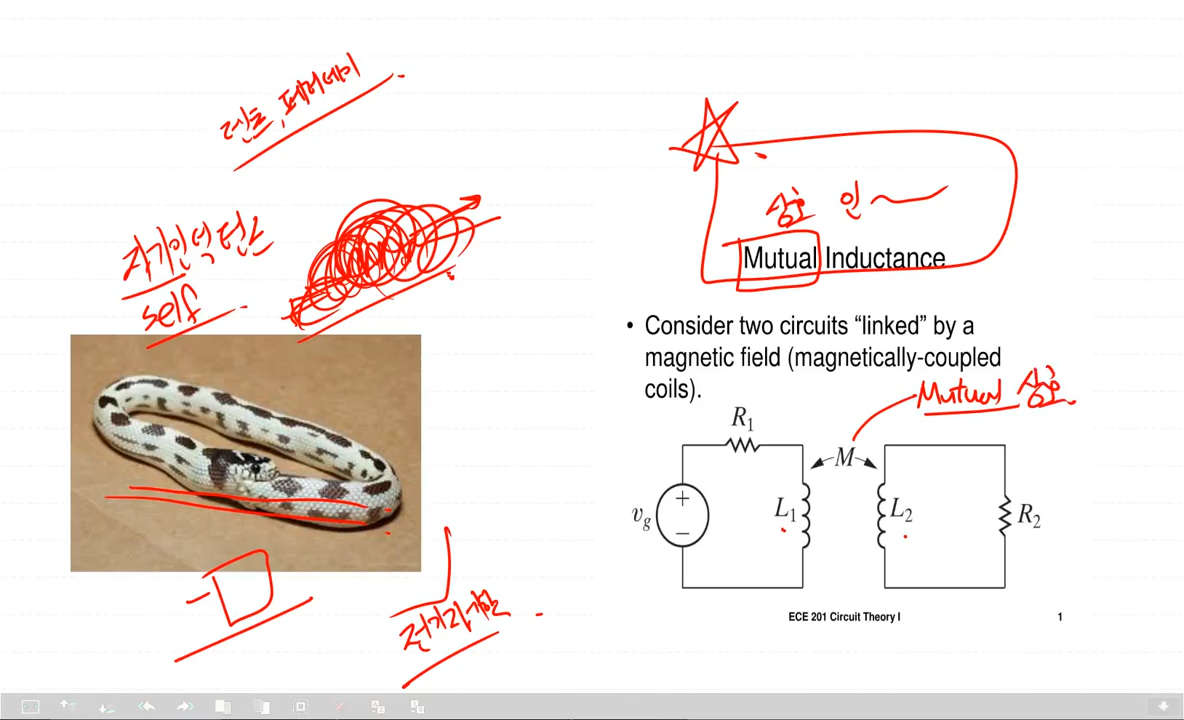 렌츠, 페러데이
자기인덕턴스
self
전기자기학
상호 인
Mutual Inductance
• Consider two circuits “linked” by a
magnetic field (magnetically-coupled
coils).
Mutual 상호
R1
M
vg
+
−
L1
L2
R2
ECE 201 Circuit Theory I
1